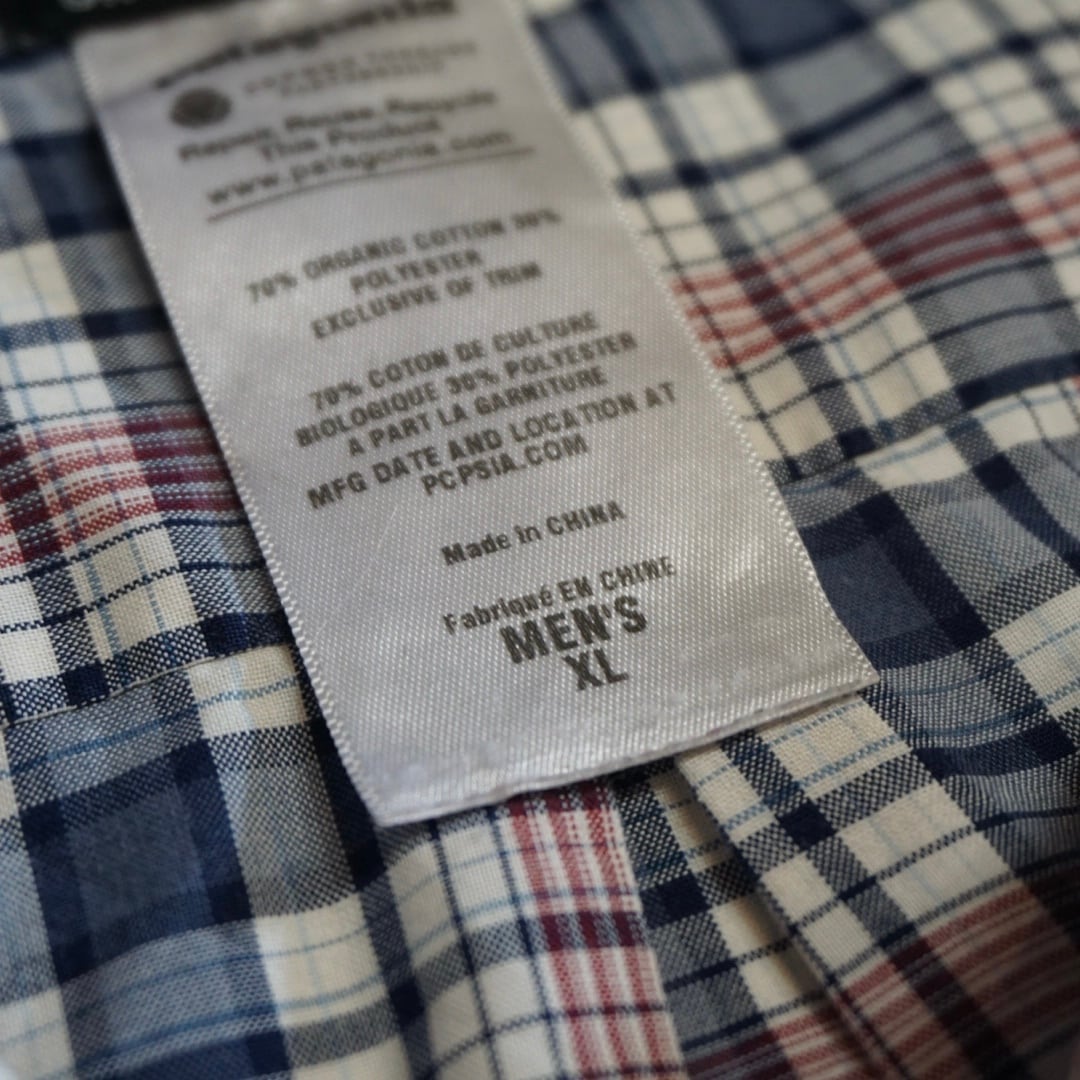 patagonia
Repair, Reuse, Recycle
This Product
www.patagonia.com
70% ORGANIC COTTON 30%
POLYESTER
EXCLUSIVE OF TRIM
70% COTON DE CULTURE
BIOLOGIQUE 30% POLYESTER
A PART LA GARNITURE
MFG DATE AND LOCATION AT
PCPSIA.COM
Made in CHINA
Fabriqué EN CHINE
MEN'S
XL